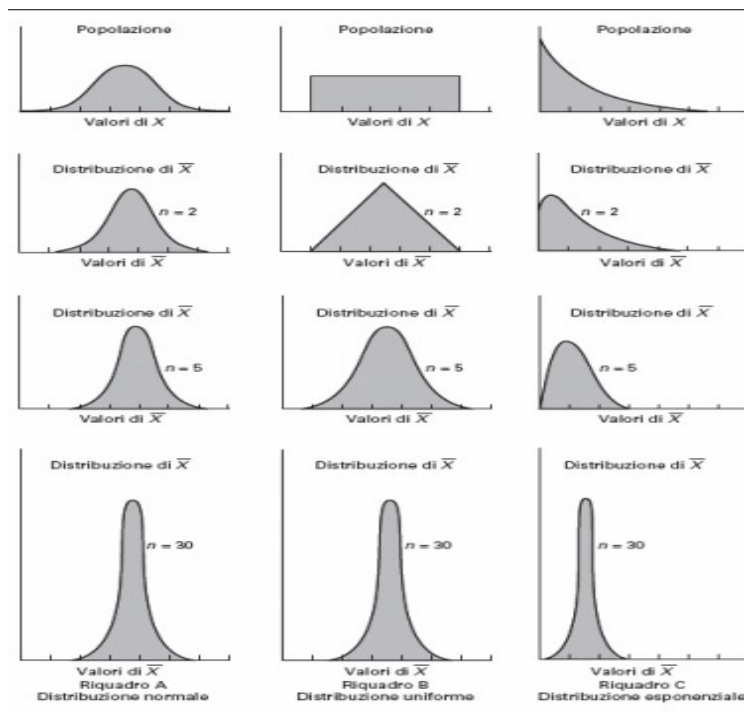 Popolazione
Popolazione
Popolazione
Valori di X
Valori di X
Valori di X
Distribuzione di X̅
Distribuzione di X̅
Distribuzione di X̅
n = 2
n = 2
n = 2
Valori di X̅
Valori di X̅
Valori di X̅
Distribuzione di X̅
Distribuzione di X̅
Distribuzione di X̅
n = 5
n = 5
n = 5
Valori di X̅
Valori di X̅
Valori di X̅
Distribuzione di X̅
Distribuzione di X̅
Distribuzione di X̅
n = 30
n = 30
n = 30
Valori di X̅
Valori di X̅
Valori di X̅
Riquadro A
Riquadro B
Riquadro C
Distribuzione normale
Distribuzione uniforme
Distribuzione esponenziale